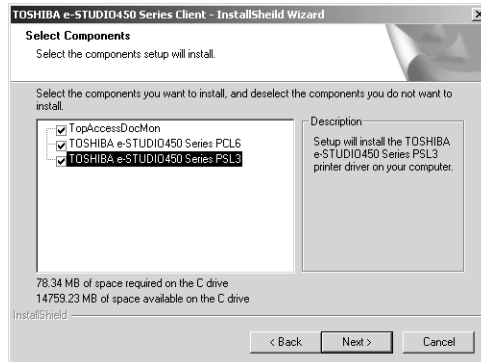 TOSHIBA e-STUDIO450 Series Client - InstallSheild Wizard
Select Components
Select the components setup will install.
Select the components you want to install, and deselect the components you do not want to
install.
TopAccessDocMon
TOSHIBA e-STUDIO450 Series PCL6
TOSHIBA e-STUDIO450 Series PSL3
Description
Setup will install the TOSHIBA
e-STUDIO450 Series PSL3
printer driver on your computer.
78.34 MB of space required on the C drive
14759.23 MB of space available on the C drive
InstallShield
< Back
Next >
Cancel